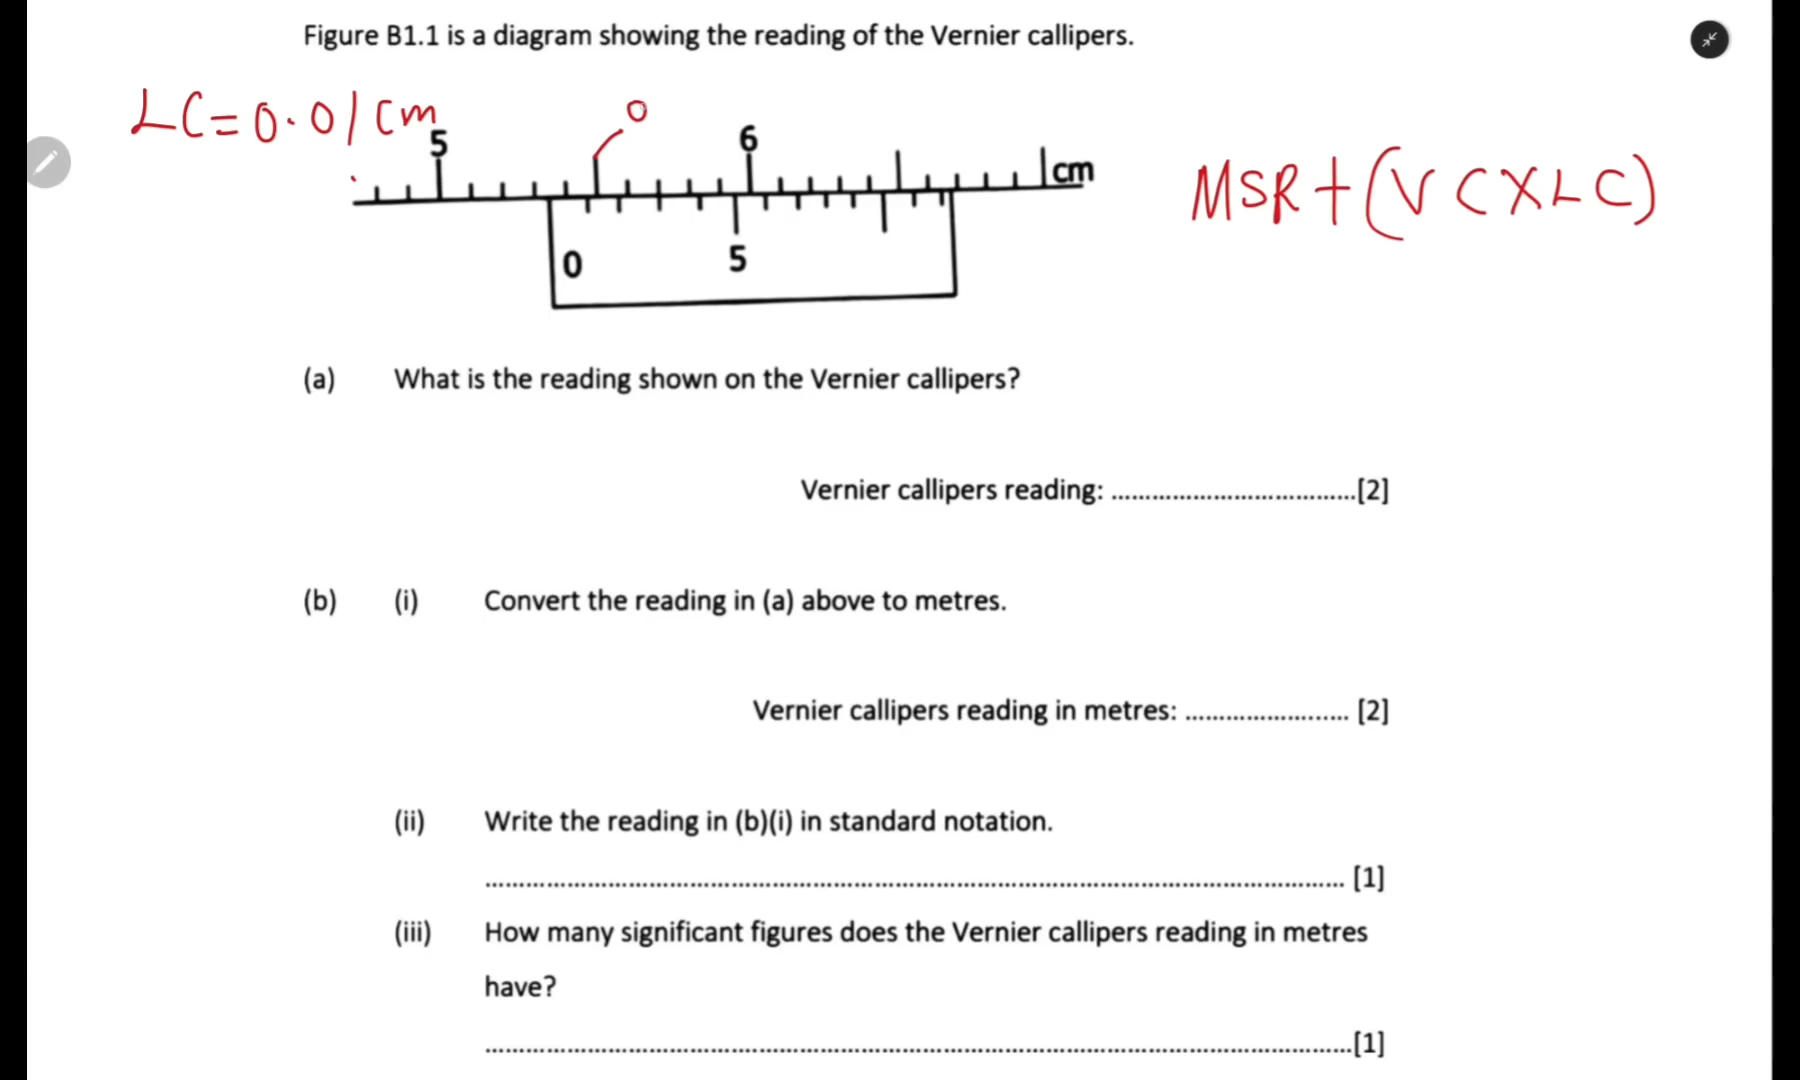 Figure B1.1 is a diagram showing the reading of the Vernier callipers.
LC=0.01cm
0
5
6
cm
MSR+(VCXLC)
0
5
(a) What is the reading shown on the Vernier callipers?
Vernier callipers reading: ....................................[2]
(b) (i) Convert the reading in (a) above to metres.
Vernier callipers reading in metres: ........................ [2]
(ii) Write the reading in (b)(i) in standard notation.
........................................................................................................................ [1]
(iii) How many significant figures does the Vernier callipers reading in metres
have?
.........................................................................................................................[1]